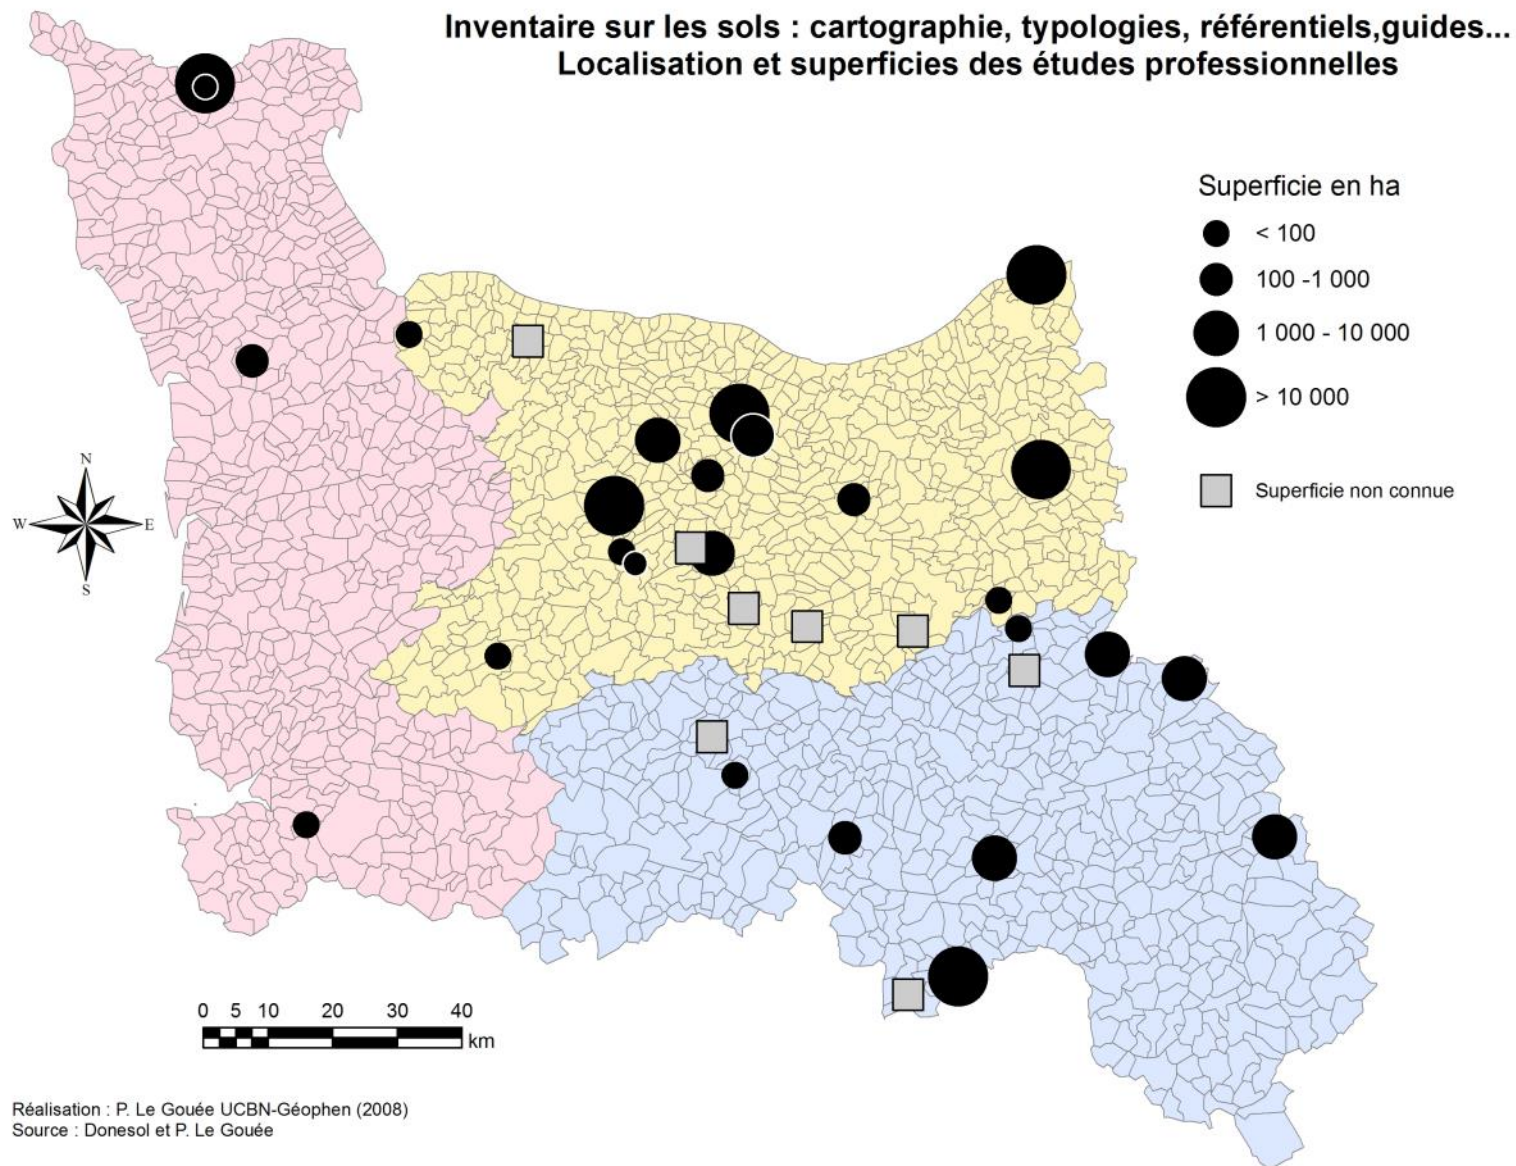 Inventaire sur les sols : cartographie, typologies, référentiels,guides...
Localisation et superficies des études professionnelles
Superficie en ha
< 100
100 -1 000
1 000 - 10 000
> 10 000
Superficie non connue
N
W
E
S
0 5 10 20 30 40
km
Réalisation : P. Le Gouée UCBN-Géophen (2008)
Source : Donesol et P. Le Gouée